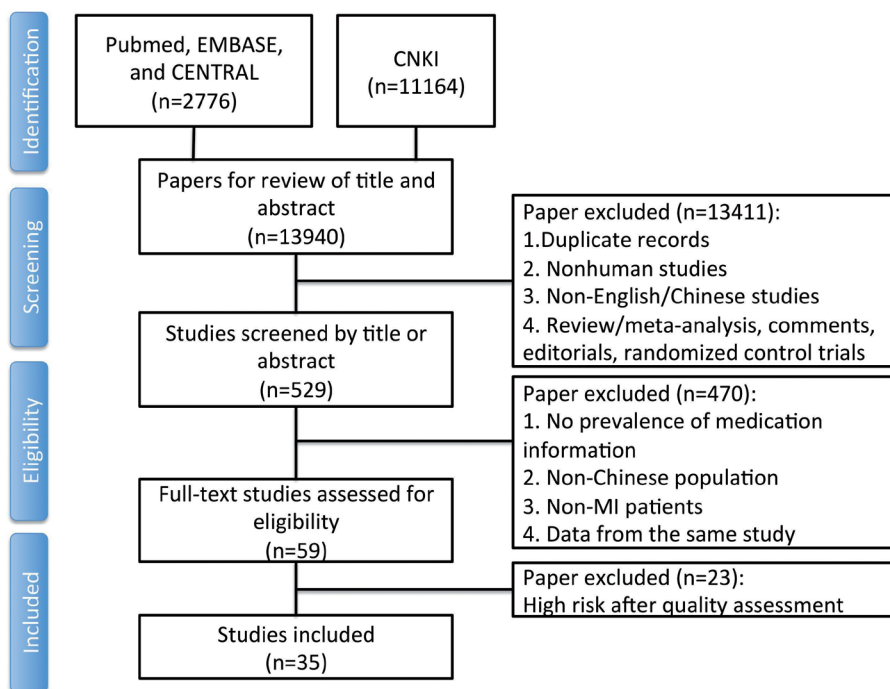 Identification
Pubmed, EMBASE,
and CENTRAL
(n=2776)
CNKI
(n=11164)
Papers for review of title and
abstract
(n=13940)
Screening
Paper excluded (n=13411):
1.Duplicate records
2. Nonhuman studies
3. Non-English/Chinese studies
4. Review/meta-analysis, comments,
editorials, randomized control trials
Studies screened by title or
abstract
(n=529)
Eligibility
Paper excluded (n=470):
1. No prevalence of medication
information
2. Non-Chinese population
3. Non-MI patients
4. Data from the same study
Full-text studies assessed for
eligibility
(n=59)
Included
Paper excluded (n=23):
High risk after quality assessment
Studies included
(n=35)